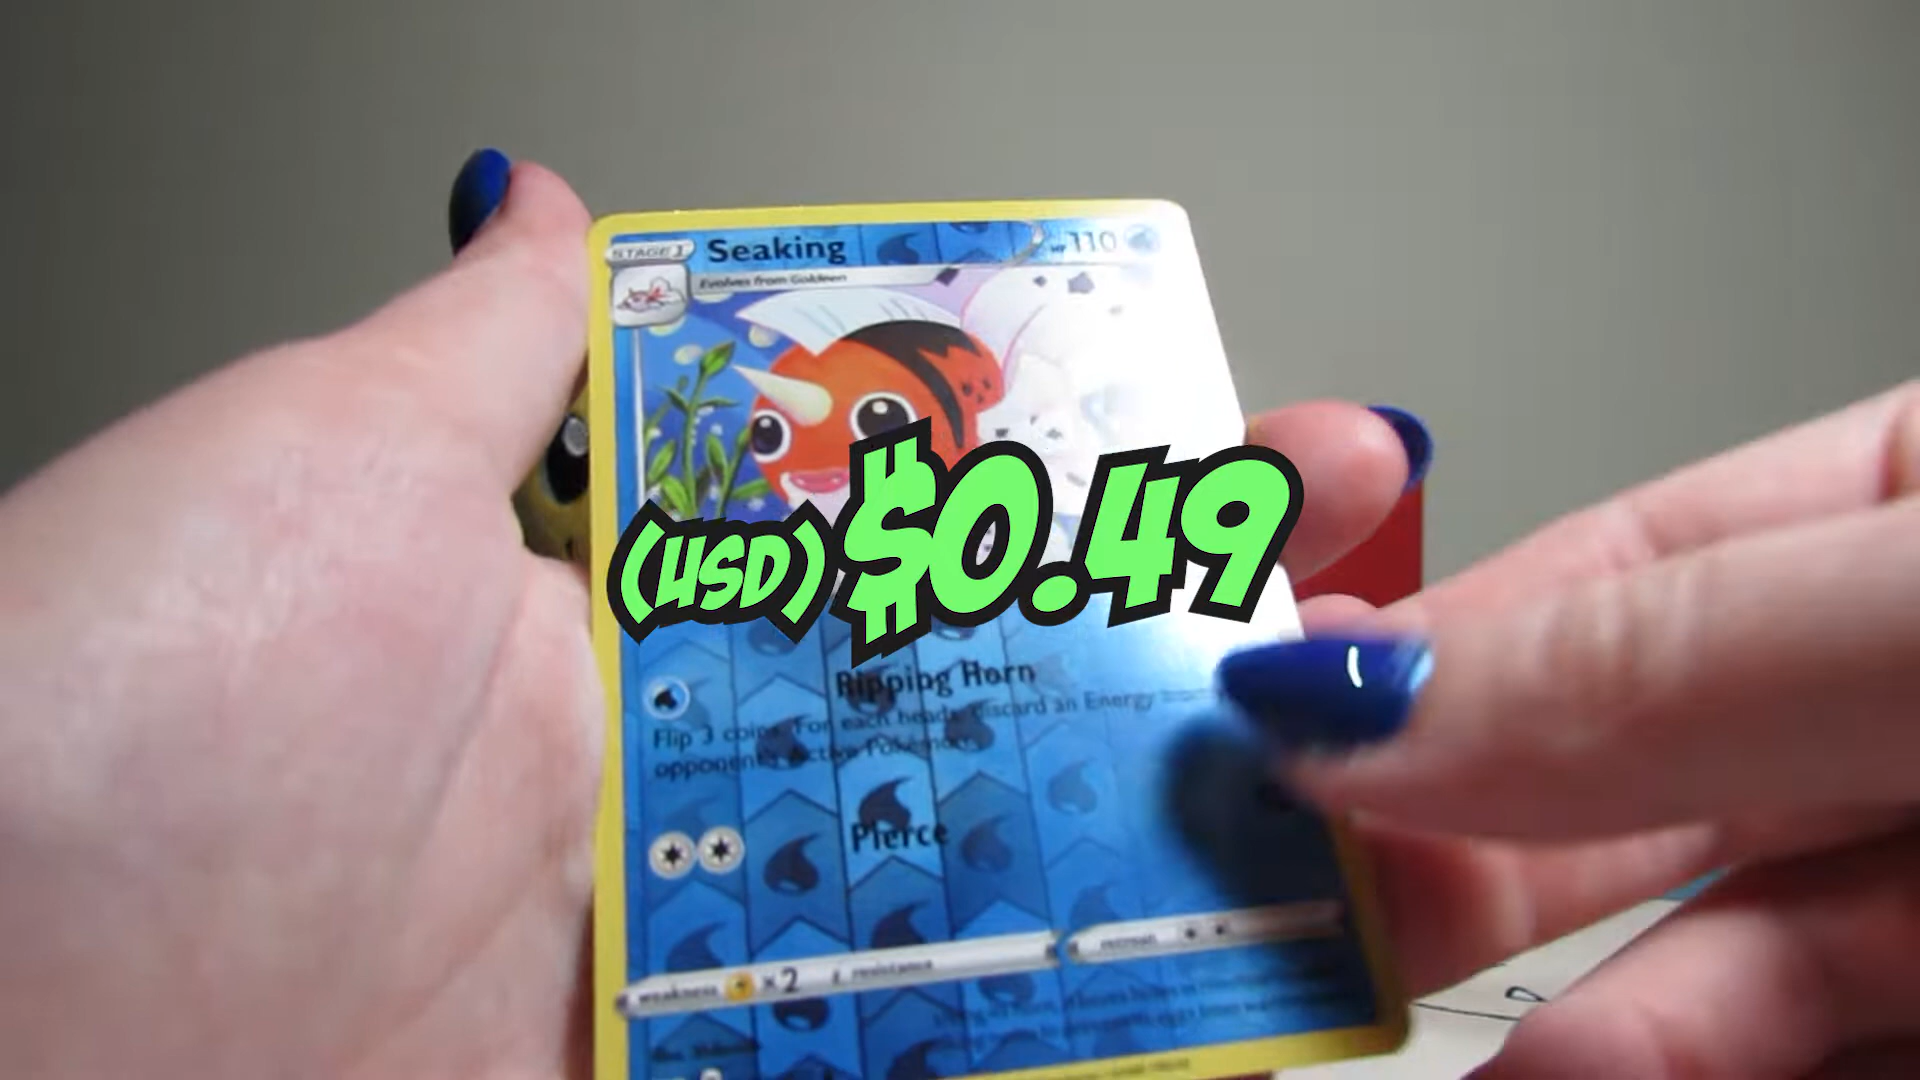 STAGE 1 Seaking HP 110
Evolves from Goldeen
(USD) $0.49
Ripping Horn
Flip 3 coins. For each heads, discard an Energy
opponent's Active Pokémon.
Pierce
weakness ×2 resistance
retreat